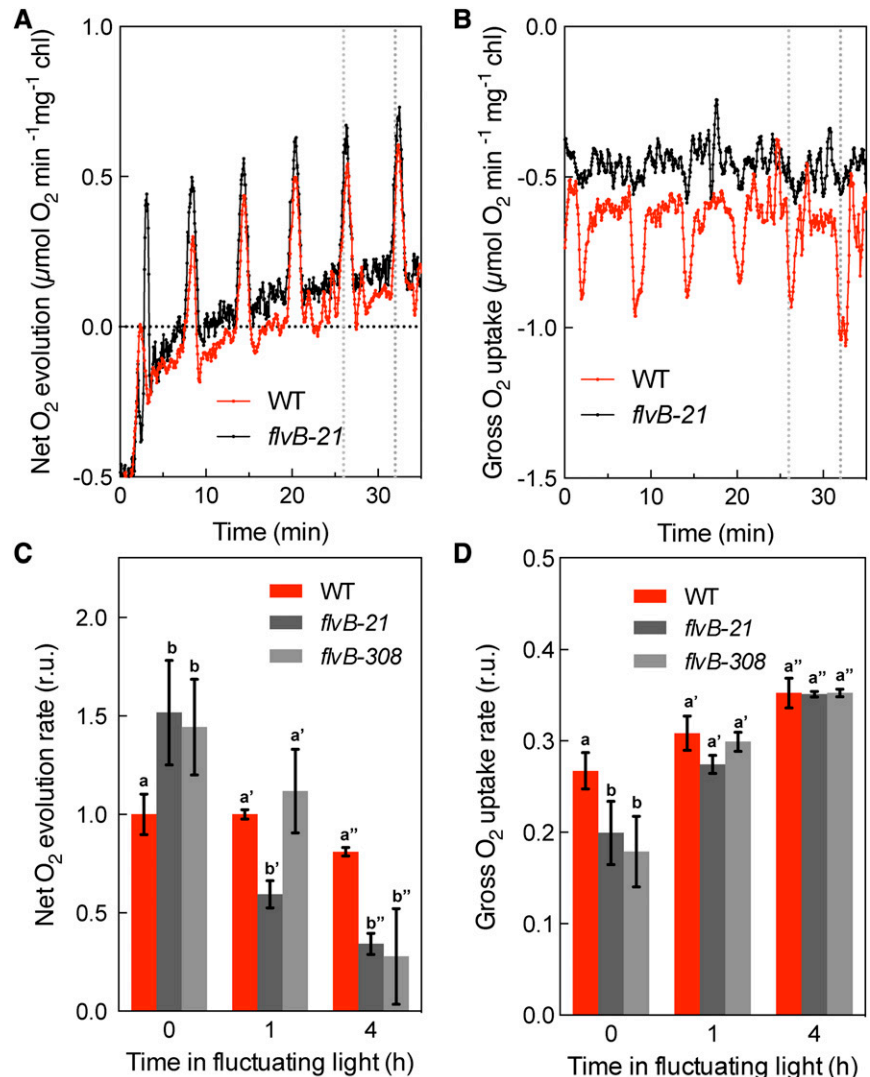 A
1.0
0.5
0.0
-0.5
0
10
20
30
Net O2 evolution (µmol O2 min -1mg-1 chl)
Time (min)
WT
flvB-21
B
0.0
-0.5
-1.0
-1.5
0
10
20
30
Gross O2 uptake (µmol O2 min -1 mg-1 chl)
Time (min)
WT
flvB-21
C
2.0
1.5
1.0
0.5
0.0
Net O2 evolution rate (r.u.)
WT
flvB-21
flvB-308
a b b
a' b' a'
a" b" b"
0 1 4
Time in fluctuating light (h)
D
0.5
0.4
0.3
0.2
0.1
0.0
Gross O2 uptake rate (r.u.)
WT
flvB-21
flvB-308
a b b
a' a' a'
a" a" a"
0 1 4
Time in fluctuating light (h)